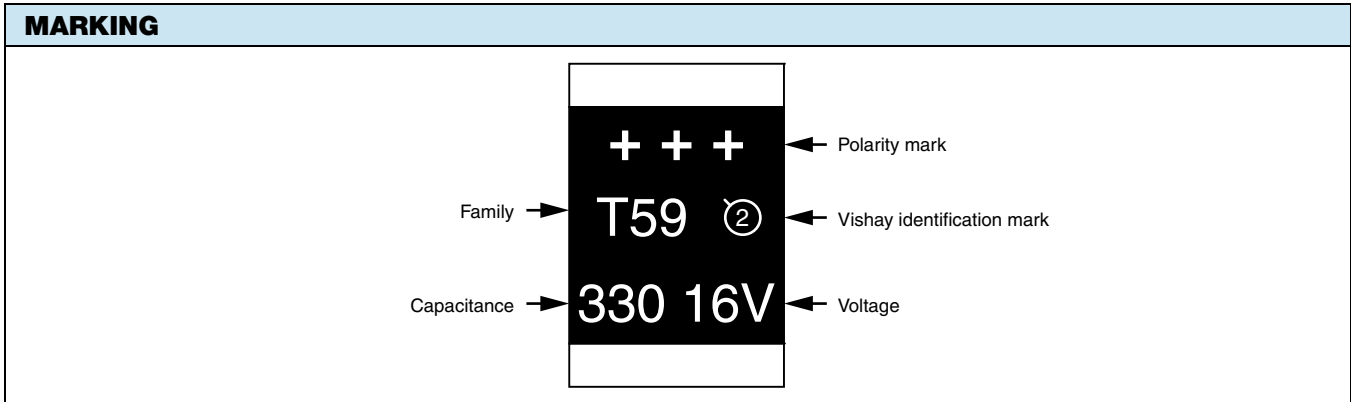 MARKING
+ + +
Polarity mark
Family
T59 2
Vishay identification mark
Capacitance
330 16V
Voltage